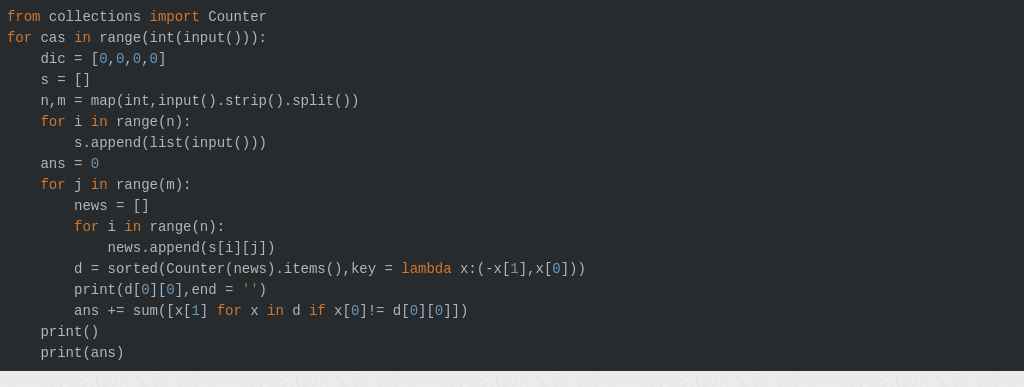 from collections import Counter
for cas in range(int(input())):
    dic = [0,0,0,0]
    s = []
    n,m = map(int,input().strip().split())
    for i in range(n):
        s.append(list(input()))
    ans = 0
    for j in range(m):
        news = []
        for i in range(n):
            news.append(s[i][j])
        d = sorted(Counter(news).items(),key = lambda x:(-x[1],x[0]))
        print(d[0][0],end = '')
        ans += sum([x[1] for x in d if x[0]!= d[0][0]])
    print()
    print(ans)